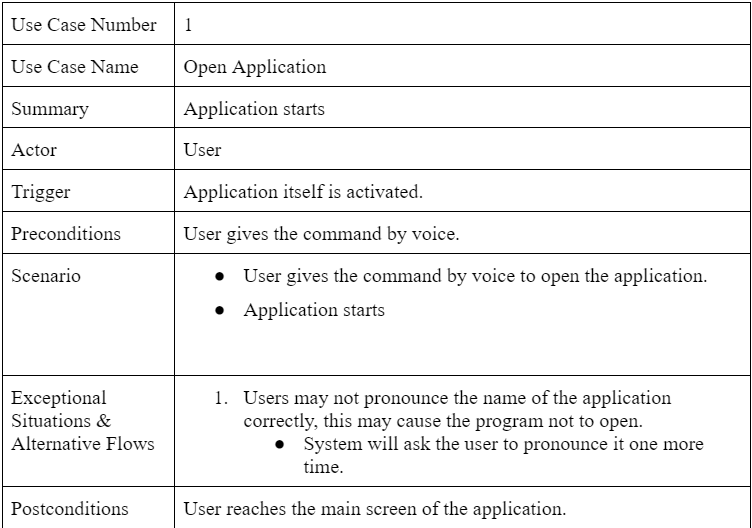 Use Case Number 1
Use Case Name Open Application
Summary Application starts
Actor User
Trigger Application itself is activated.
Preconditions User gives the command by voice.
Scenario ● User gives the command by voice to open the application.
● Application starts
Exceptional
Situations &
Alternative Flows
1. Users may not pronounce the name of the application
correctly, this may cause the program not to open.
● System will ask the user to pronounce it one more
time.
Postconditions User reaches the main screen of the application.